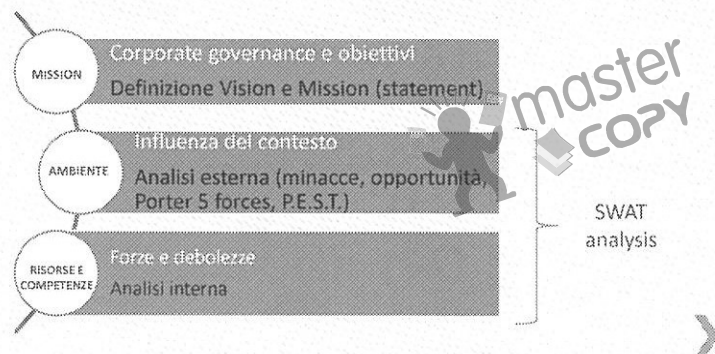 MISSION
Corporate governance e obiettivi
Definizione Vision e Mission (statement)
master
COPY
AMBIENTE
Influenza del contesto
Analisi esterna (minacce, opportunità,
Porter 5 forces, P.E.S.T.)
SWAT
analysis
RISORSE E
COMPETENZE
Forze e debolezze
Analisi interna